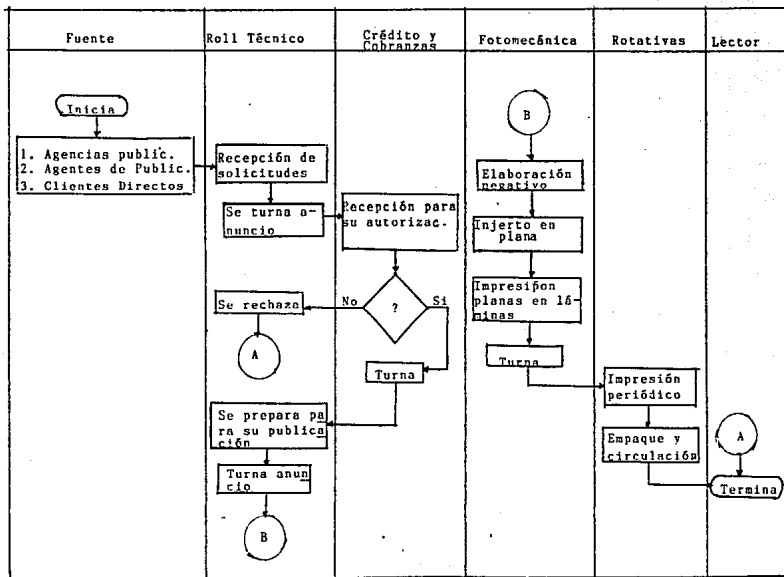 Fuente
Roll Técnico
Crédito y
Cobranzas
Fotomecánica
Rotativas
Lector
Inicia
1. Agencias public.
2. Agentes de Public.
3. Clientes Directos
Recepción de
solicitudes
Se turna a-
nuncio
Recepción para
su autorizac.
?
No
Si
Se rechaza
A
Turna
Se prepara pa
ra su public̲a
ción
Turna anun
cio
B
B
Elaboración
negativo
Injerto en
plana
Impresiφon
planas en lá-
minas
Turna
Impresión
periódico
Empaque y
circulación
A
Termina